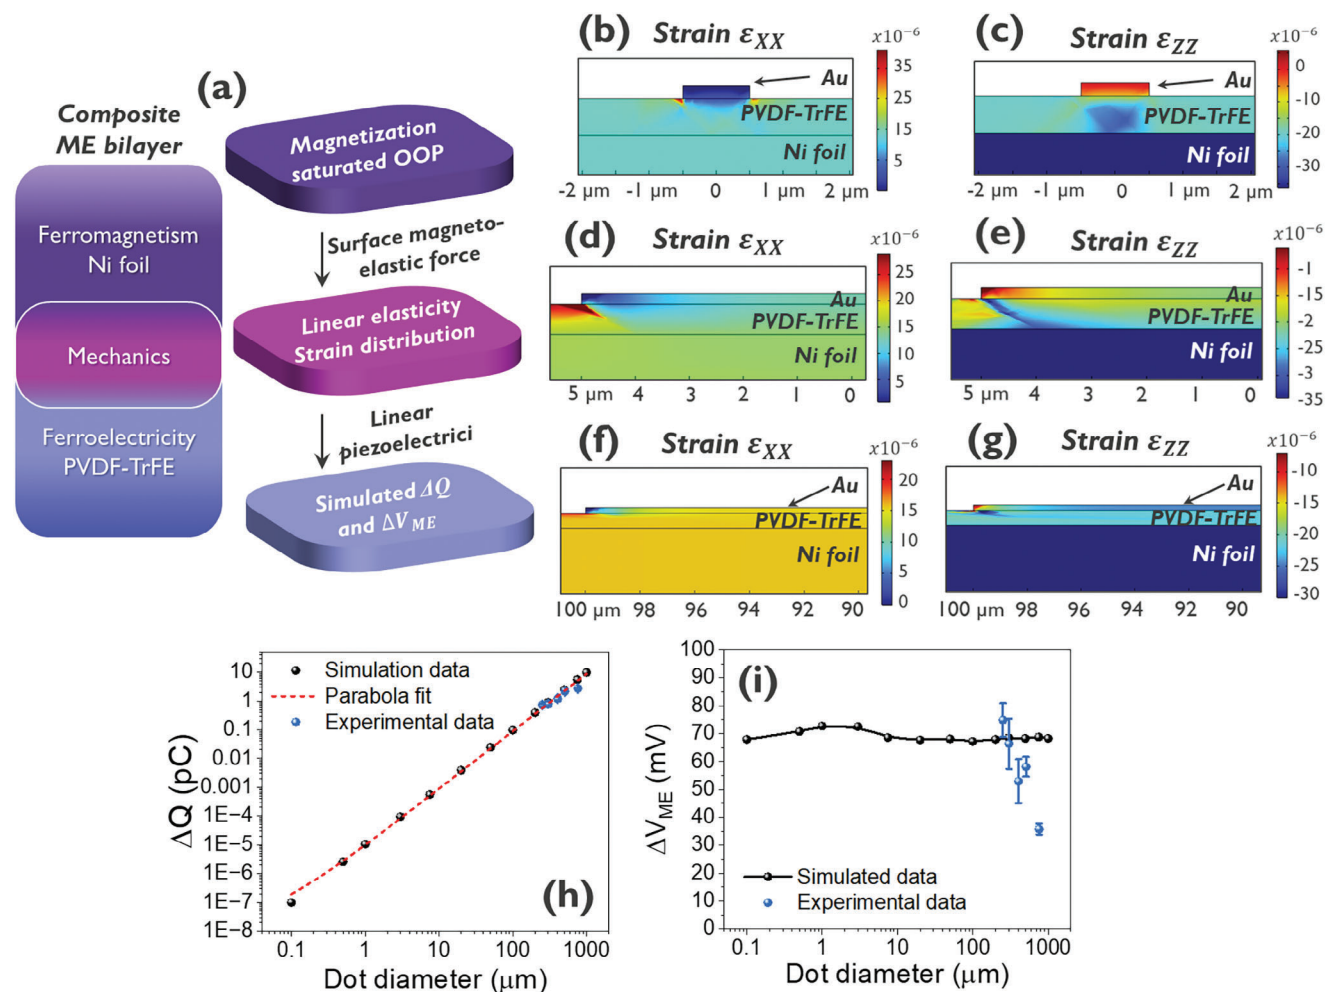 (a)
Composite
ME bilayer
Ferromagnetism
Ni foil
Mechanics
Ferroelectricity
PVDF-TrFE
Magnetization
saturated OOP
Surface magneto-
elastic force
Linear elasticity
Strain distribution
Linear
piezoelectrici
Simulated ΔQ
and ΔV_ME
(b) Strain ε_XX
x10⁻⁶
35
30
25
20
15
10
5
Au
PVDF-TrFE
Ni foil
-2 μm -1 μm 0 1 μm 2 μm
(c) Strain ε_ZZ
x10⁻⁶
0
-5
-10
-15
-20
-25
-30
Au
PVDF-TrFE
Ni foil
-2 μm -1 μm 0 1 μm 2 μm
(d) Strain ε_XX
x10⁻⁶
25
20
15
10
5
Au
PVDF-TrFE
Ni foil
5 μm 4 3 2 1 0
(e) Strain ε_ZZ
x10⁻⁶
-1
-5
-10
-15
-20
-25
-3
-35
Au
PVDF-TrFE
Ni foil
5 μm 4 3 2 1 0
(f) Strain ε_XX
x10⁻⁶
20
15
10
5
0
Au
PVDF-TrFE
Ni foil
100 μm 98 96 94 92 90
(g) Strain ε_ZZ
x10⁻⁶
-10
-15
-20
-25
-30
Au
PVDF-TrFE
Ni foil
100 μm 98 96 94 92 90
Simulation data
Parabola fit
Experimental data
ΔQ (pC)
10
1
0.1
0.01
0.001
1E-4
1E-5
1E-6
1E-7
1E-8
(h)
0.1 1 10 100 1000
Dot diameter (μm)
(i)
ΔV_ME (mV)
100
90
80
70
60
50
40
30
20
10
0
Simulated data
Experimental data
0.1 1 10 100 1000
Dot diameter (μm)